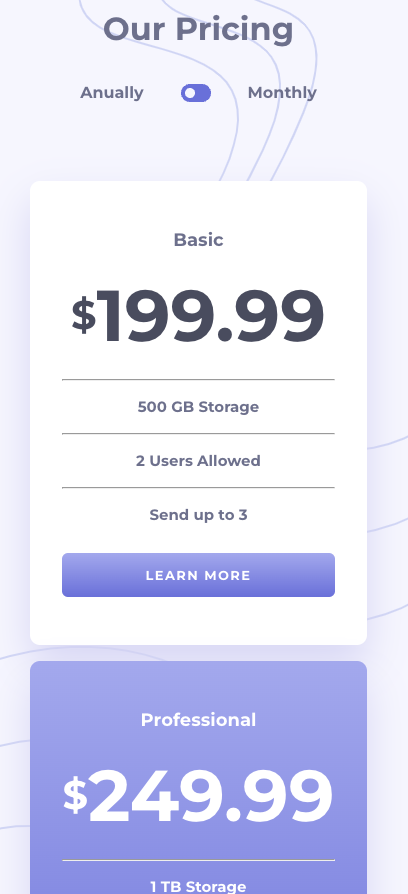 Our Pricing
Anually Monthly
Basic
$199.99
500 GB Storage
2 Users Allowed
Send up to 3
LEARN MORE
Professional
$249.99
1 TB Storage